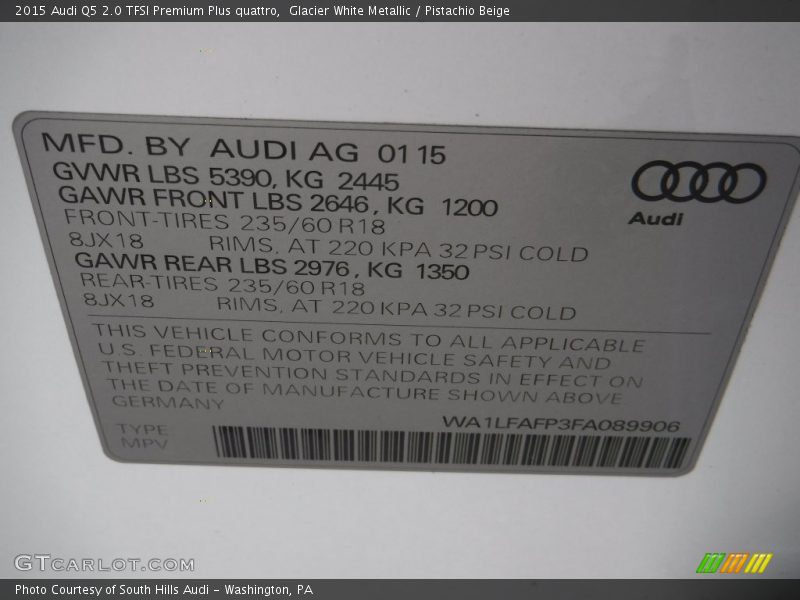 2015 Audi Q5 2.0 TFSI Premium Plus quattro,  Glacier White Metallic / Pistachio Beige
MFD. BY AUDI AG 01 15
GVWR LBS 5390, KG 2445
GAWR FRONT LBS 2646, KG 1200
FRONT-TIRES 235/60 R18
8JX18 RIMS, AT 220 KPA 32 PSI COLD
GAWR REAR LBS 2976, KG 1350
REAR-TIRES 235/60 R18
8JX18 RIMS, AT 220 KPA 32 PSI COLD
Audi
THIS VEHICLE CONFORMS TO ALL APPLICABLE
U.S. FEDERAL MOTOR VEHICLE SAFETY AND
THEFT PREVENTION STANDARDS IN EFFECT ON
THE DATE OF MANUFACTURE SHOWN ABOVE
GERMANY
WA1LFAFP3FA089906
TYPE
MPV
GTCARLOT.COM
Photo Courtesy of South Hills Audi - Washington, PA